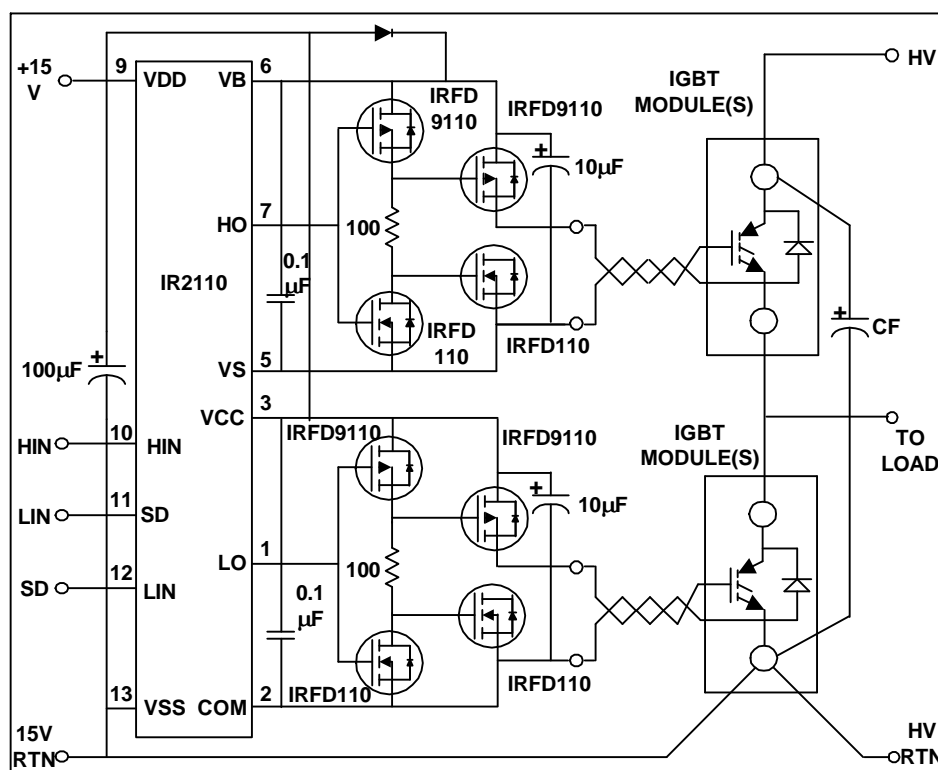 +15
V
9
VDD
VB
6
IRFD
9110
IRFD9110
+
10µF
IGBT
MODULE(S)
HV
HO
7
100
IR2110
0.1
µF
IRFD
110
IRFD110
+
CF
+
100µF
VS
5
VCC
3
IRFD9110
IRFD9110
IGBT
MODULE(S)
TO
LOAD
HIN
10
HIN
LIN
11
SD
+
10µF
LO
1
100
SD
12
LIN
0.1
µF
IRFD110
IRFD110
13
VSS
COM
2
15V
RTN
HV
RTN